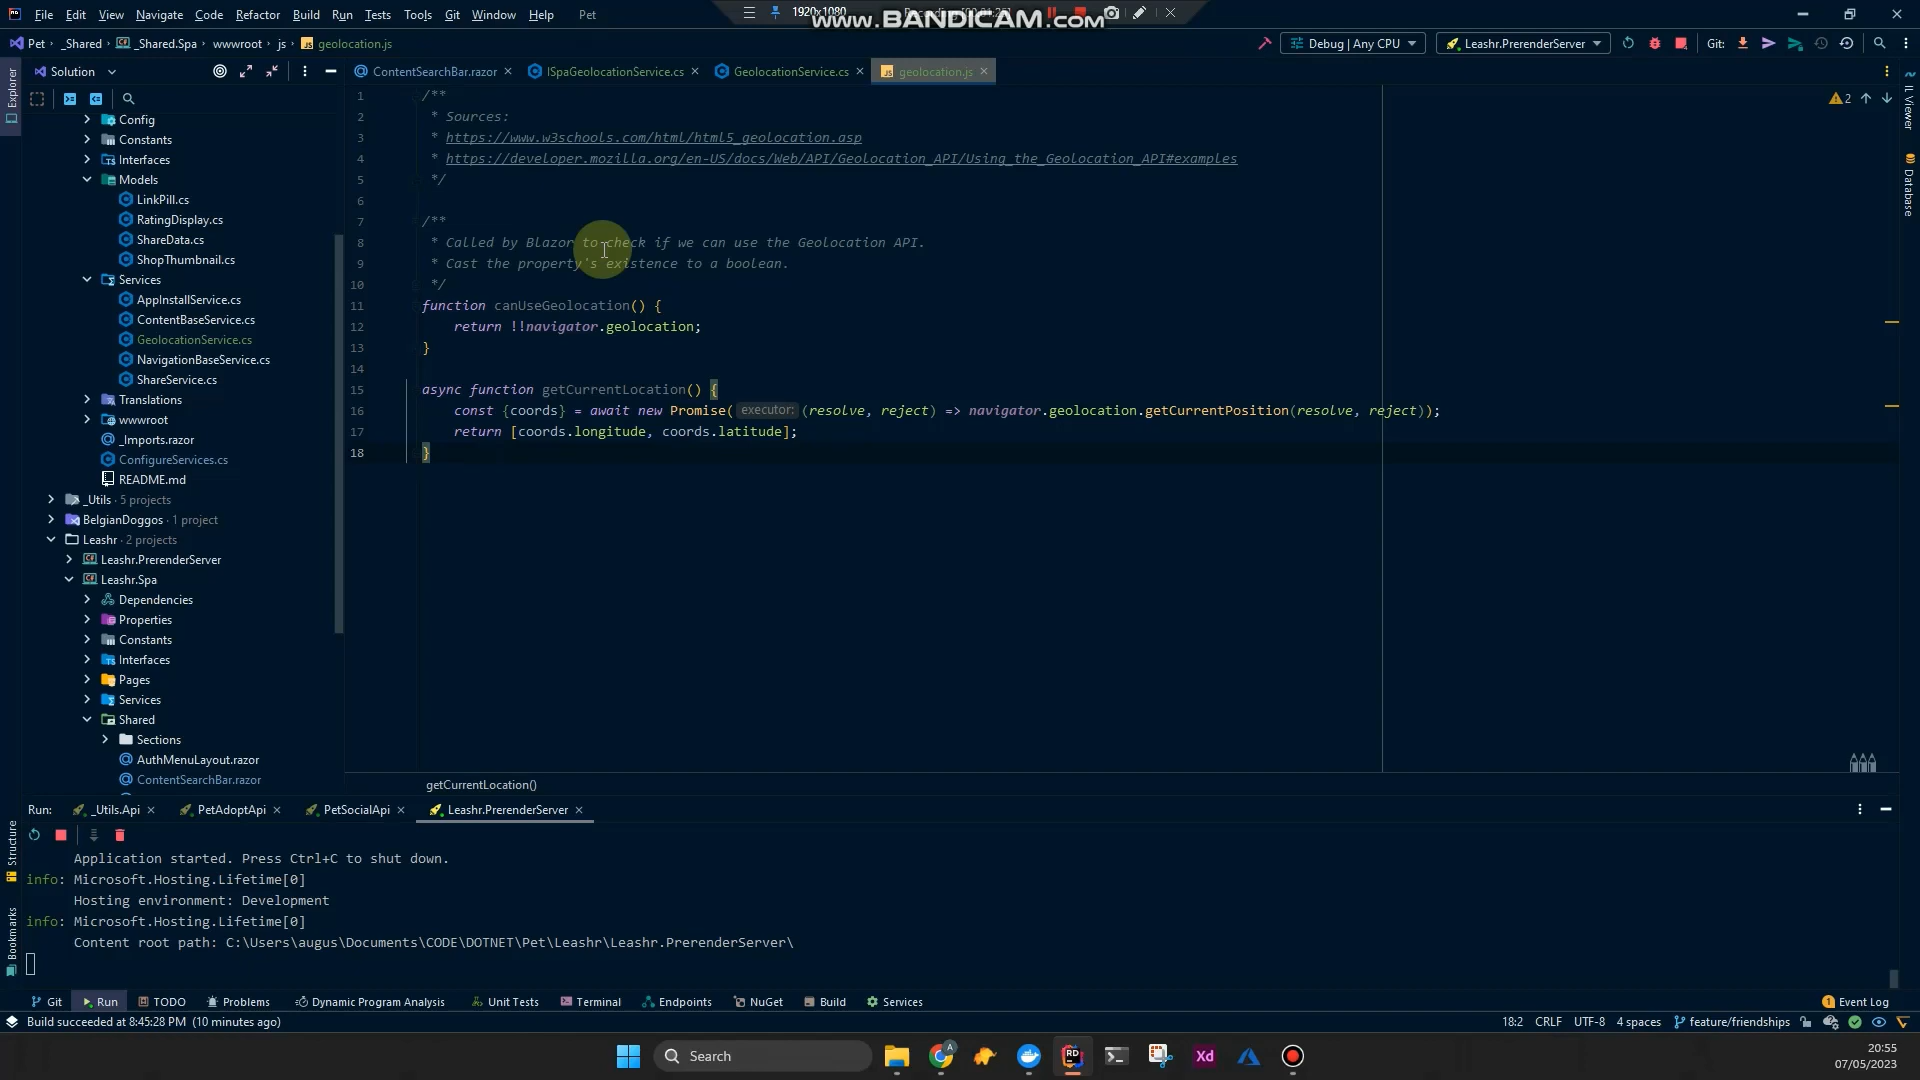 File Edit View Navigate Code Refactor Build Run Tests Tools Git Window Help Pet
1920x1080
www.BANDICAM.com
Pet _Shared _Shared.Spa wwwroot js geolocation.js
Debug | Any CPU
Leashr.PrerenderServer
Git:
Explorer
Solution
ContentSearchBar.razor
ISpaGeolocationService.cs
GeolocationService.cs
geolocation.js
2
IL Viewer
Database
Config
Constants
Interfaces
Models
LinkPill.cs
RatingDisplay.cs
ShareData.cs
ShopThumbnail.cs
Services
AppInstallService.cs
ContentBaseService.cs
GeolocationService.cs
NavigationBaseService.cs
ShareService.cs
Translations
wwwroot
_Imports.razor
ConfigureServices.cs
README.md
_Utils · 5 projects
BelgianDoggos · 1 project
Leashr · 2 projects
Leashr.PrerenderServer
Leashr.Spa
Dependencies
Properties
Constants
Interfaces
Pages
Services
Shared
Sections
AuthMenuLayout.razor
ContentSearchBar.razor
1 /**
2 * Sources:
3 * https://www.w3schools.com/html/html5_geolocation.asp
4 * https://developer.mozilla.org/en-US/docs/Web/API/Geolocation_API/Using_the_Geolocation_API#examples
5 */
6
7 /**
8 * Called by Blazor to check if we can use the Geolocation API.
9 * Cast the property's existence to a boolean.
10 */
11 function canUseGeolocation() {
12 return !!navigator.geolocation;
13 }
14
15 async function getCurrentLocation() {
16 const {coords} = await new Promise( executor: (resolve, reject) => navigator.geolocation.getCurrentPosition(resolve, reject));
17 return [coords.longitude, coords.latitude];
18 }
getCurrentLocation()
Run: _Utils.Api PetAdoptApi PetSocialApi Leashr.PrerenderServer
Structure
Bookmarks
Application started. Press Ctrl+C to shut down.
info: Microsoft.Hosting.Lifetime[0]
Hosting environment: Development
info: Microsoft.Hosting.Lifetime[0]
Content root path: C:\Users\augus\Documents\CODE\DOTNET\Pet\Leashr\Leashr.PrerenderServer\
Git Run TODO Problems Dynamic Program Analysis Unit Tests Terminal Endpoints NuGet Build Services
1 Event Log
Build succeeded at 8:45:28 PM (10 minutes ago)
18:2 CRLF UTF-8 4 spaces feature/friendships
Search
A
RD
Xd
20:55
07/05/2023